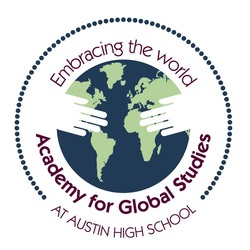 Embracing the world
Academy for Global Studies
AT AUSTIN HIGH SCHOOL